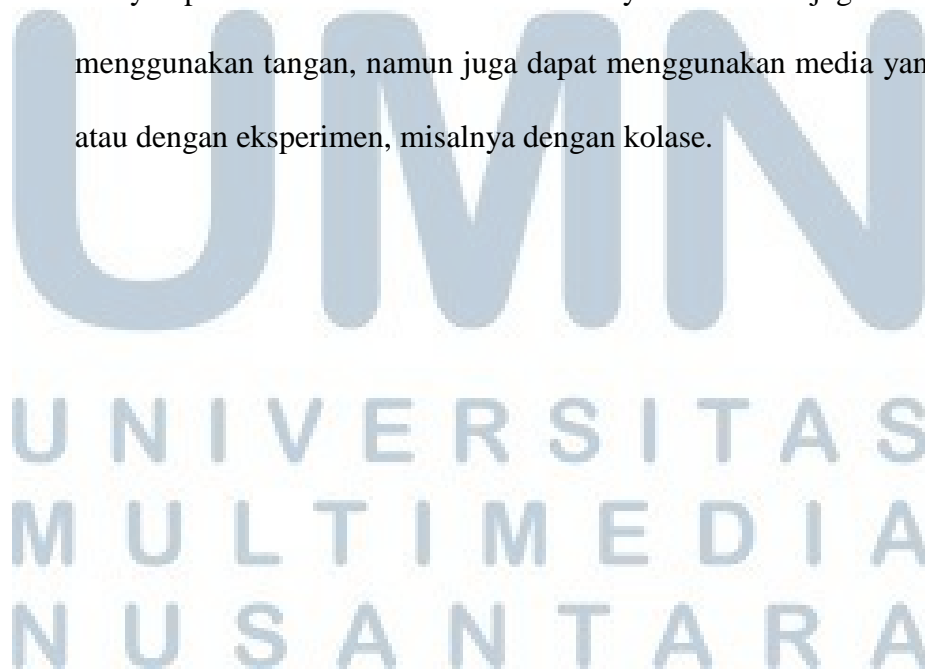 menggunakan tangan, namun juga dapat menggunakan media yan
atau dengan eksperimen, misalnya dengan kolase.
UMN
UNIVERSITAS
MULTIMEDIA
NUSANTARA